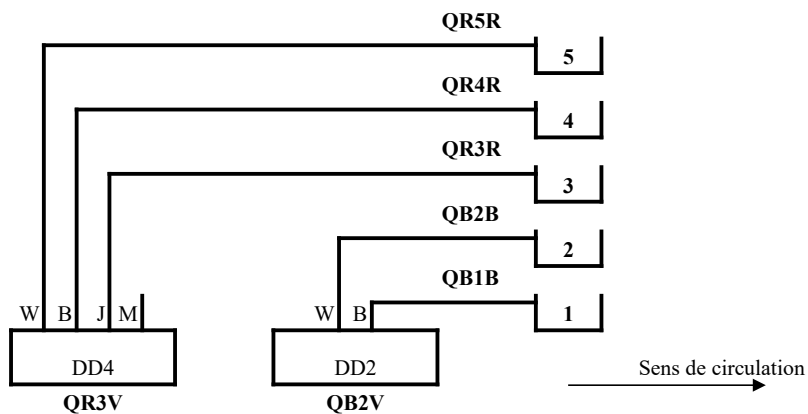 QR5R
5
QR4R
4
QR3R
3
QB2B
2
QB1B
W B J M
W B
1
DD4
DD2
Sens de circulation
QR3V
QB2V